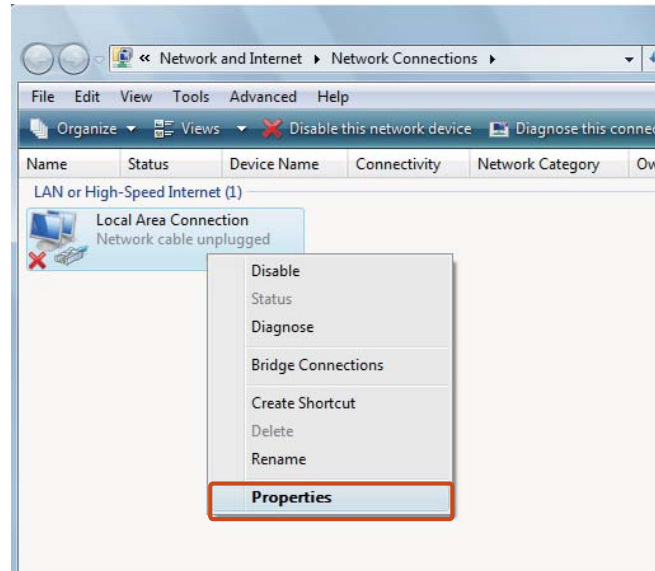 « Network and Internet ▸ Network Connections ▸
File Edit View Tools Advanced Help
Organize Views Disable this network device Diagnose this connec
Name Status Device Name Connectivity Network Category Ow
LAN or High-Speed Internet (1)
Local Area Connection
Network cable unplugged
Disable
Status
Diagnose
Bridge Connections
Create Shortcut
Delete
Rename
Properties